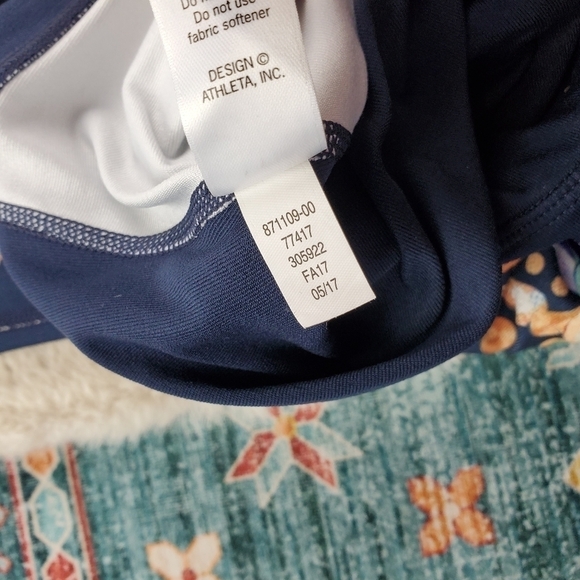 Do not use
fabric softener
DESIGN ©
ATHLETA, INC.
871109-00
77417
305922
FA17
05/17